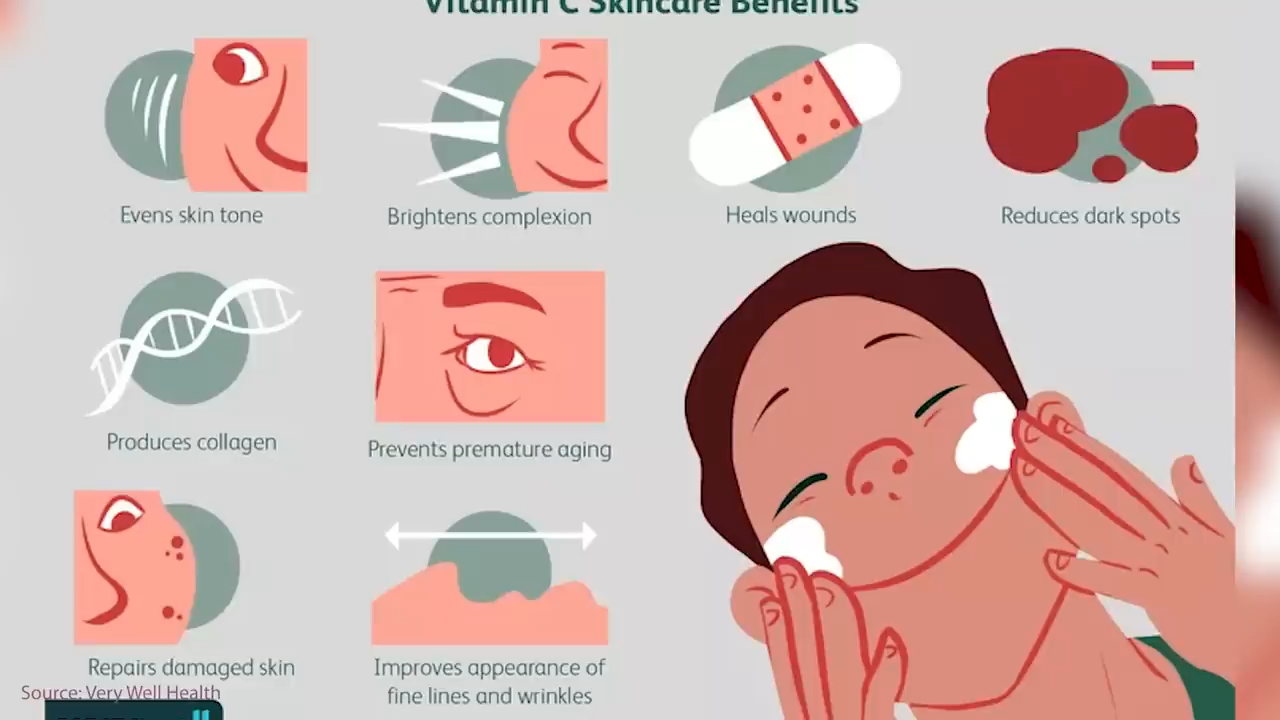 Vitamin C Skincare Benefits
Evens skin tone
Brightens complexion
Heals wounds
Reduces dark spots
Produces collagen
Prevents premature aging
Repairs damaged skin
Improves appearance of
fine lines and wrinkles
Source: Very Well Health